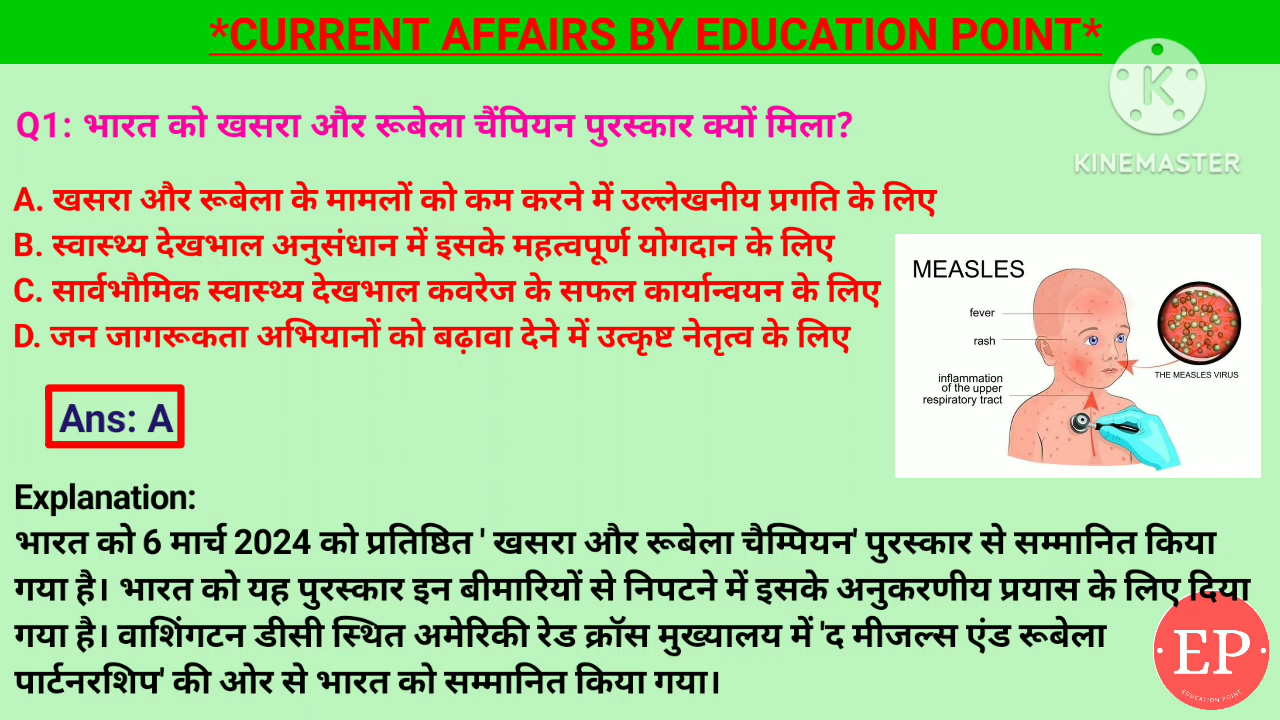 *CURRENT AFFAIRS BY EDUCATION POINT*
K
KINEMASTER
Q1: भारत को खसरा और रूबेला चैंपियन पुरस्कार क्यों मिला?
A. खसरा और रूबेला के मामलों को कम करने में उल्लेखनीय प्रगति के लिए
B. स्वास्थ्य देखभाल अनुसंधान में इसके महत्वपूर्ण योगदान के लिए
C. सार्वभौमिक स्वास्थ्य देखभाल कवरेज के सफल कार्यान्वयन के लिए
D. जन जागरूकता अभियानों को बढ़ावा देने में उत्कृष्ट नेतृत्व के लिए
MEASLES
fever
rash
inflammation
of the upper
respiratory tract
THE MEASLES VIRUS
Ans: A
Explanation:
भारत को 6 मार्च 2024 को प्रतिष्ठित ' खसरा और रूबेला चैम्पियन' पुरस्कार से सम्मानित किया
गया है। भारत को यह पुरस्कार इन बीमारियों से निपटने में इसके अनुकरणीय प्रयास के लिए दिया
गया है। वाशिंगटन डीसी स्थित अमेरिकी रेड क्रॉस मुख्यालय में 'द मीजल्स एंड रूबेला
पार्टनरशिप' की ओर से भारत को सम्मानित किया गया।
EP
EDUCATION POINT